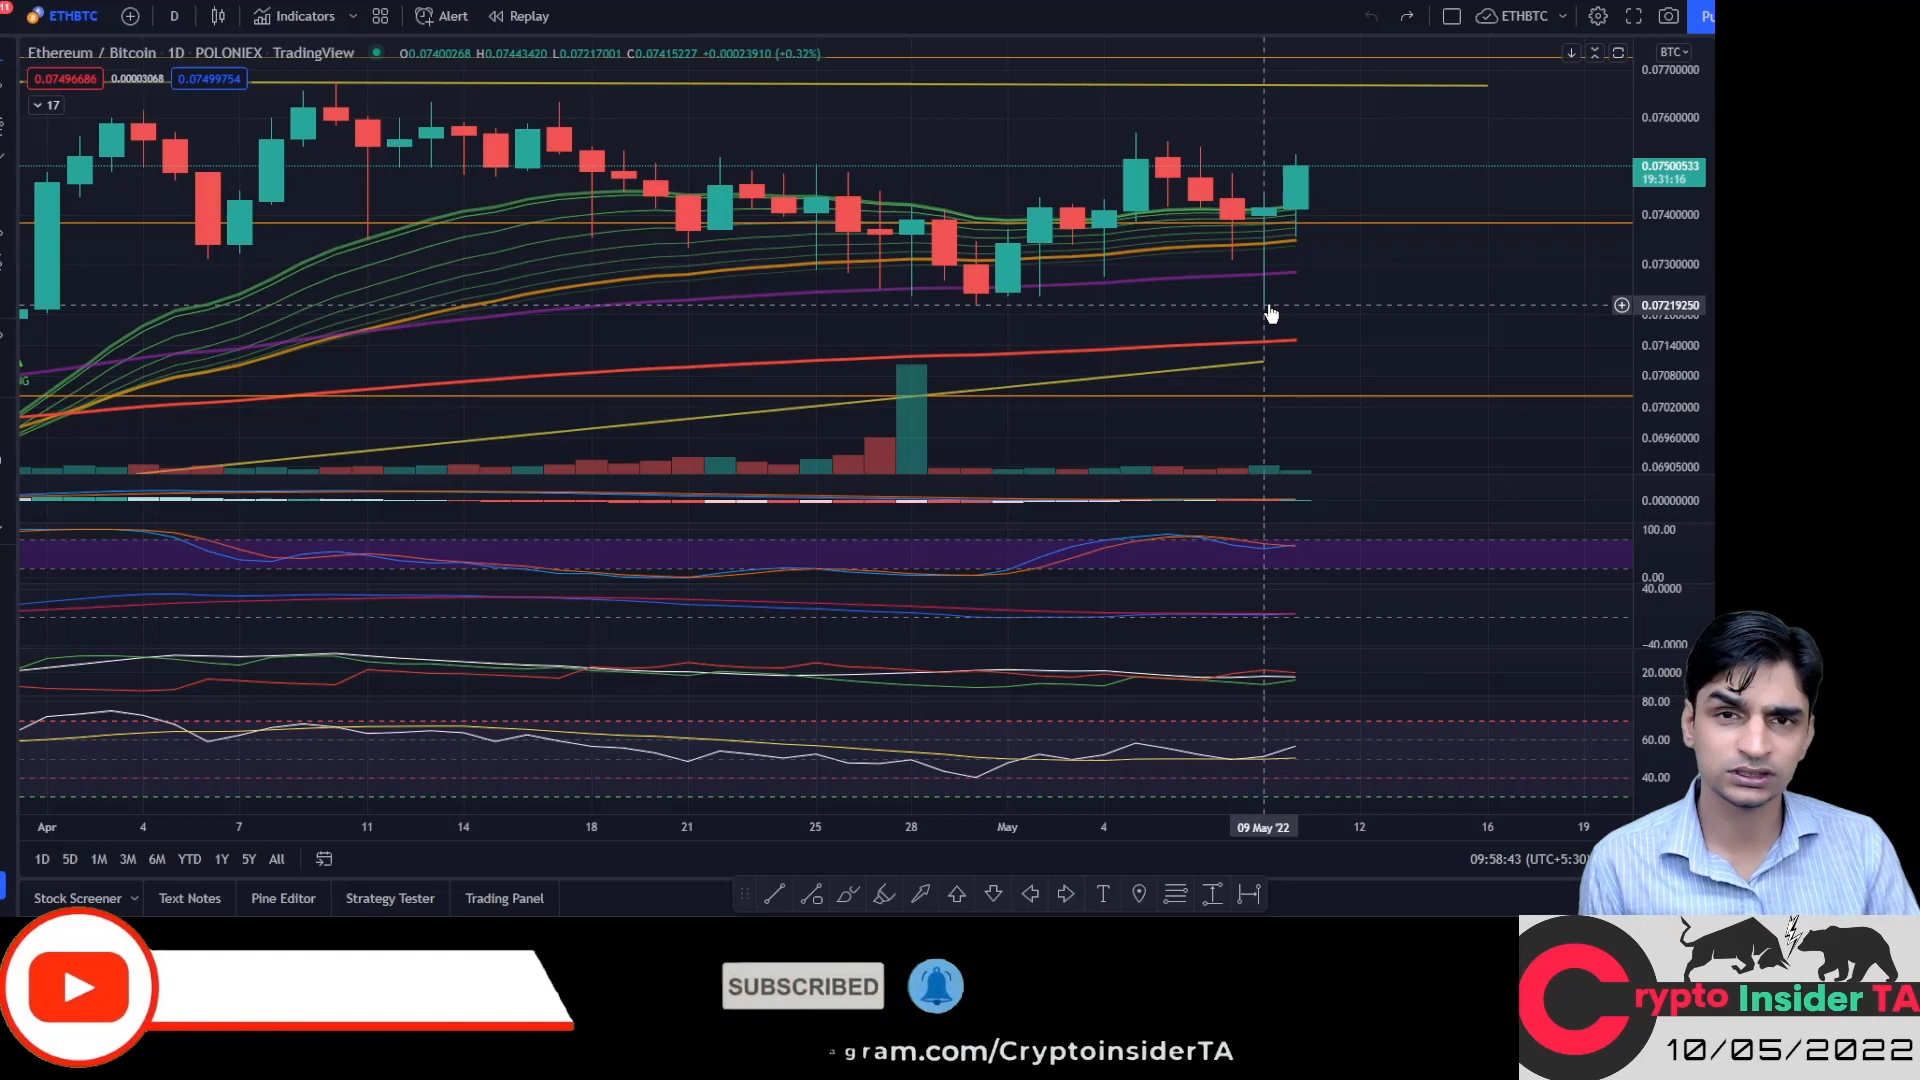 11
ETHBTC
D
Indicators
Alert
Replay
ETHBTC
Pu
Ethereum / Bitcoin · 1D · POLONIEX · TradingView
O0.07400268 H0.07443420 L0.07217001 C0.07415227 +0.00023910 (+0.32%)
BTC
0.07496686
0.00003068
0.07499754
17
0.07700000
0.07600000
0.07500533
19:31:16
0.07400000
0.07300000
0.07219250
0.07200000
0.07140000
0.07080000
0.07020000
0.06960000
0.06905000
0.00000000
100.00
0.00
40.0000
-40.0000
20.0000
80.00
60.00
40.00
Apr
4
7
11
14
18
21
25
28
May
4
09 May '22
12
16
19
1D
5D
1M
3M
6M
YTD
1Y
5Y
All
09:58:43 (UTC+5:30)
Stock Screener
Text Notes
Pine Editor
Strategy Tester
Trading Panel
T
SUBSCRIBED
agram.com/CryptoinsiderTA
Crypto Insider TA
10/05/2022